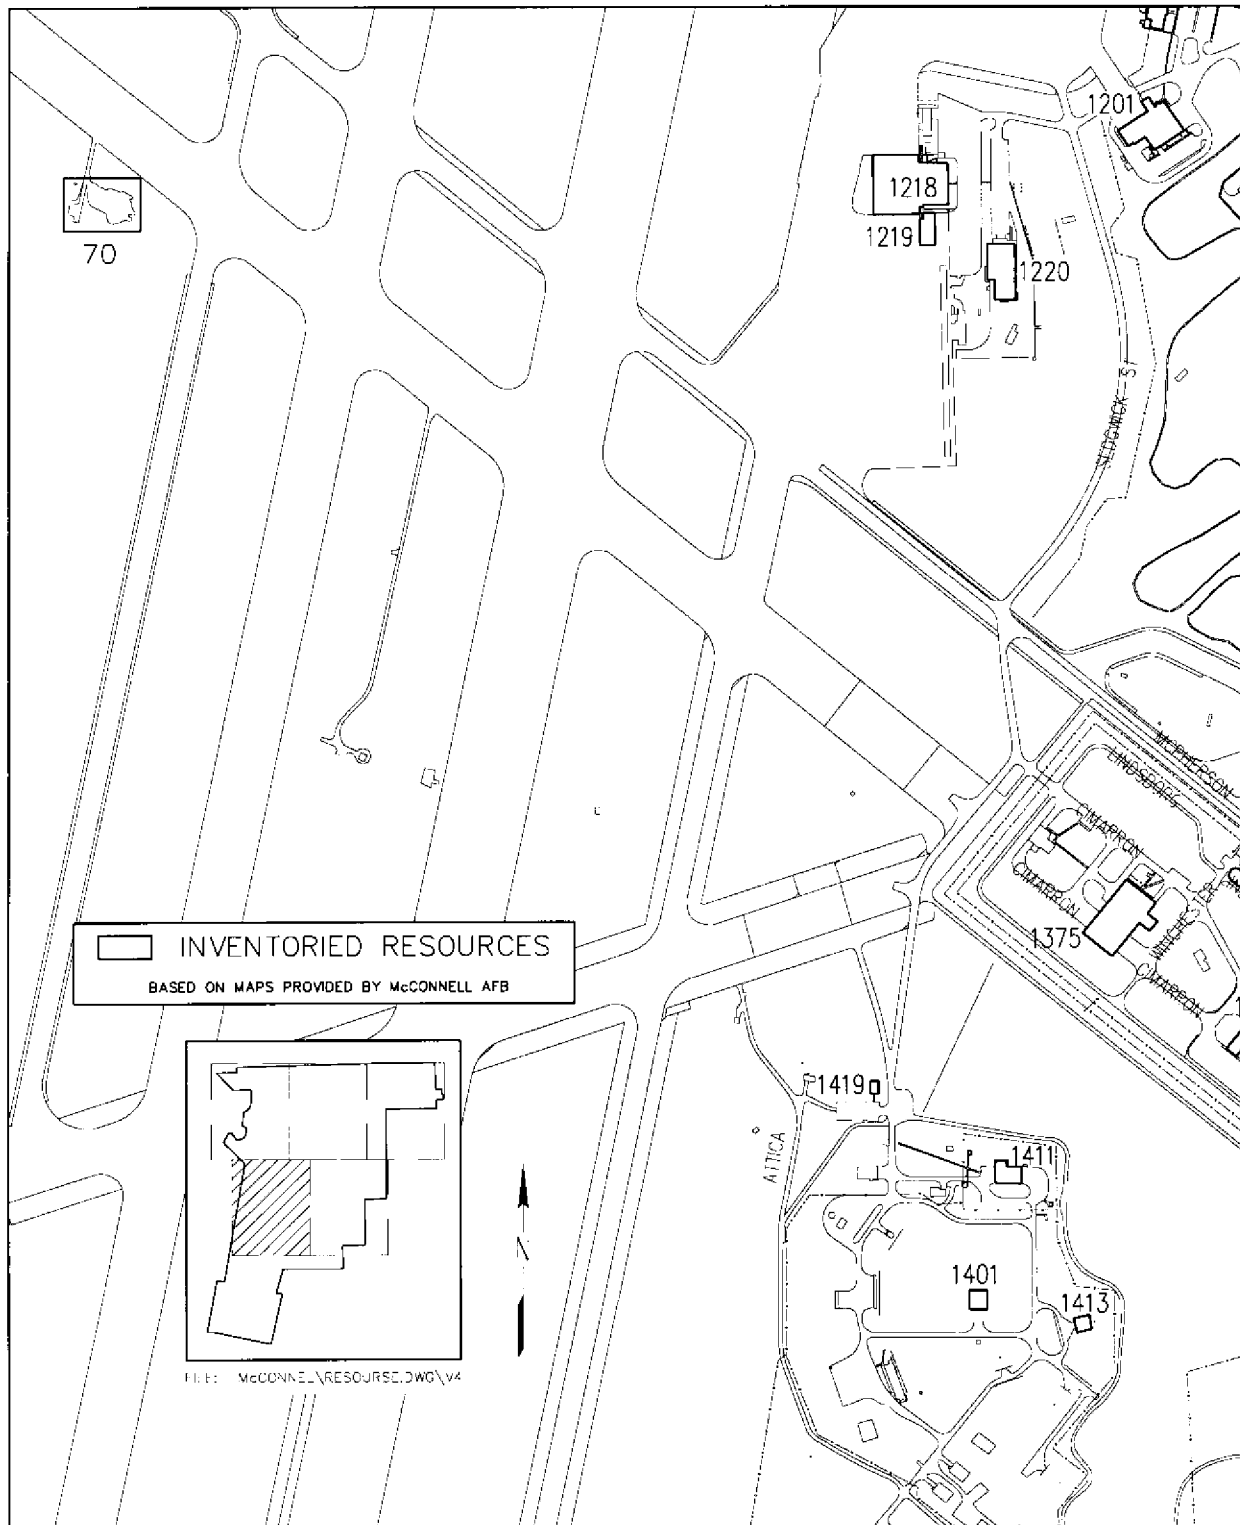 1201
1218
1219
1220
70
SEDGWICK ST
McPHERSON
LINDSBORG
CIMARRON
CIMARRON
1375
CIMARRON
INVENTORIED RESOURCES
BASED ON MAPS PROVIDED BY McCONNELL AFB
1419
ATTICA
1411
N
1401
1413
FILE: McCONNEL\RESOURSE.DWG\V4